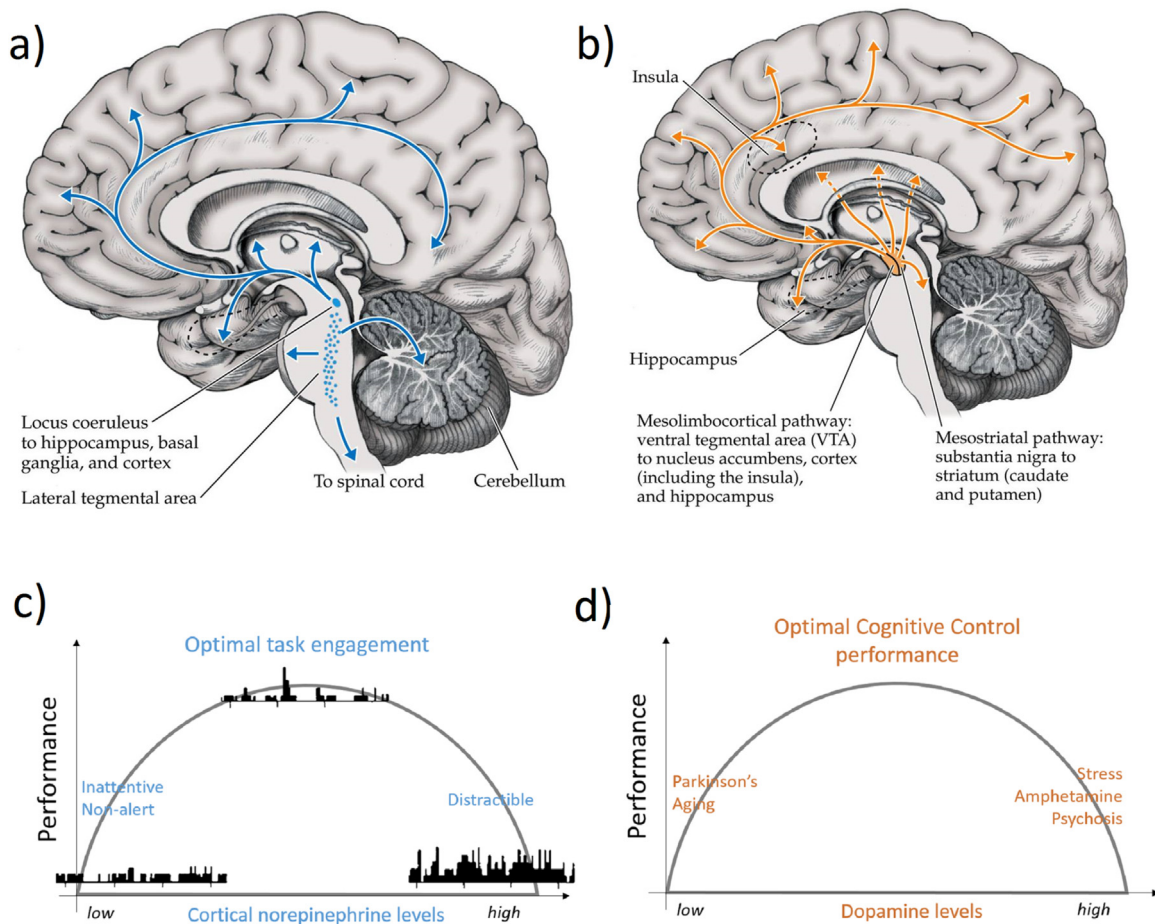 a)
Locus coeruleus
to hippocampus, basal
ganglia, and cortex
Lateral tegmental area
To spinal cord
Cerebellum
b)
Insula
Hippocampus
Mesolimbocortical pathway:
ventral tegmental area (VTA)
to nucleus accumbens, cortex
(including the insula),
and hippocampus
Mesostriatal pathway:
substantia nigra to
striatum (caudate
and putamen)
c)
Optimal task engagement
Performance
Inattentive
Non-alert
Distractible
low
Cortical norepinephrine levels
high
d)
Optimal Cognitive Control
performance
Performance
Parkinson's
Aging
Stress
Amphetamine
Psychosis
low
Dopamine levels
high